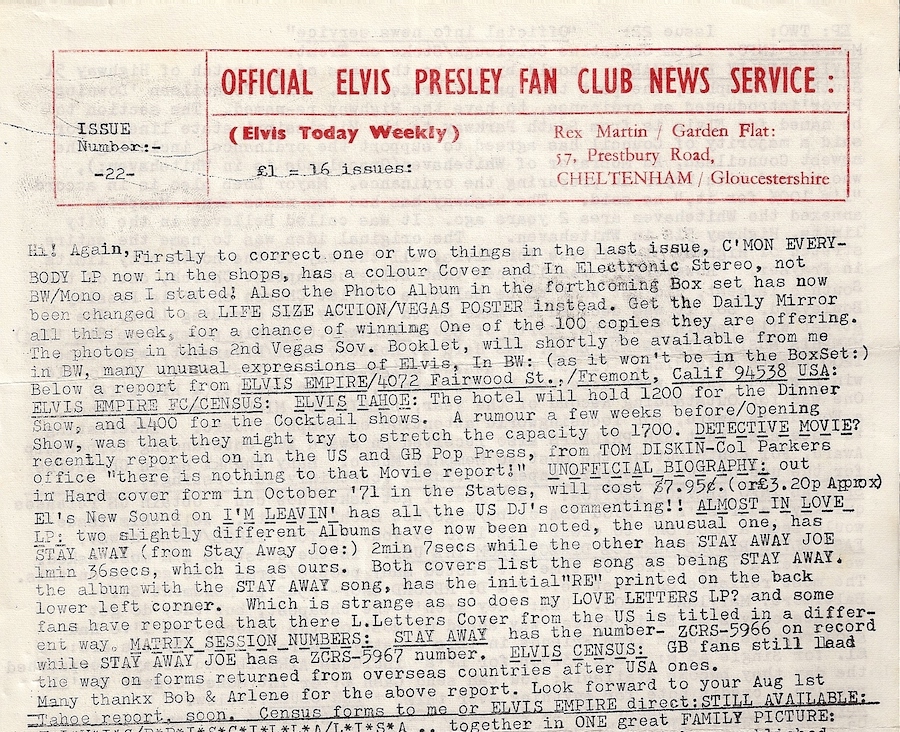 OFFICIAL ELVIS PRESLEY FAN CLUB NEWS SERVICE :
ISSUE
Number:-
-22-
(Elvis Today Weekly)
£1 = 16 issues:
Rex Martin / Garden Flat:
57, Prestbury Road,
CHELTENHAM / Gloucestershire
Hi! Again, Firstly to correct one or two things in the last issue, C'MON EVERY-
BODY LP now in the shops, has a colour Cover and In Electronic Stereo, not
BW/Mono as I stated! Also the Photo Album in the forthcoming Box set has now
been changed to a LIFE SIZE ACTION/VEGAS POSTER instead. Get the Daily Mirror
all this week, for a chance of winning One of the 100 copies they are offering.
The photos in this 2nd Vegas Sov. Booklet, will shortly be available from me
in BW, many unusual expressions of Elvis, In BW: (as it won't be in the BoxSet:)
Below a report from ELVIS EMPIRE/4072 Fairwood St.,/Fremont, Calif 94538 USA:
ELVIS EMPIRE FC/CENSUS: ELVIS TAHOE: The hotel will hold 1200 for the Dinner
Show, and 1400 for the Cocktail shows. A rumour a few weeks before/Opening
Show, was that they might try to stretch the capacity to 1700. DETECTIVE MOVIE?
recently reported on in the US and GB Pop Press, from TOM DISKIN-Col Parkers
office "there is nothing to that Movie report!" UNOFFICIAL BIOGRAPHY: out
in Hard cover form in October '71 in the States, will cost $7.95¢.(or£3.20p Approx)
El's New Sound on I'M LEAVIN' has all the US DJ's commenting!! ALMOST IN LOVE
LP: two slightly different Albums have now been noted, the unusual one, has
STAY AWAY (from Stay Away Joe:) 2min 7secs while the other has STAY AWAY JOE
1min 36secs, which is as ours. Both covers list the song as being STAY AWAY.
the album with the STAY AWAY song, has the initial"RE" printed on the back
lower left corner. Which is strange as so does my LOVE LETTERS LP? and some
fans have reported that there L.Letters Cover from the US is titled in a differ-
ent way. MATRIX SESSION NUMBERS: STAY AWAY has the number- ZCRS-5966 on record
while STAY AWAY JOE has a ZCRS-5967 number. ELVIS CENSUS: GB fans still lead
the way on forms returned from overseas countries after USA ones.
Many thankx Bob & Arlene for the above report. Look forward to your Aug 1st
Tahoe report. soon. Census forms to me or ELVIS EMPIRE direct:STILL AVAILABLE:
E*L*V*I*S/P*R*I*S*C*I*L*L*A/L*I*S*A .. together in ONE great FAMILY PICTURE: